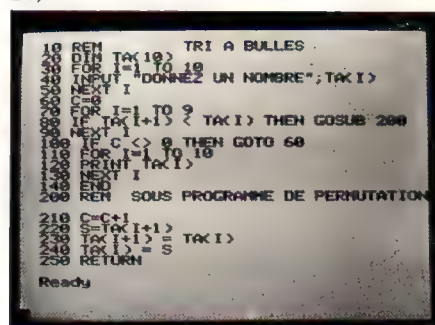 10 REM TRI A BULLES
20 DIM TA(10)
30 FOR I=1 TO 10
40 INPUT "DONNEZ UN NOMBRE";TA(I)
50 NEXT I
60 C=0
70 FOR I=1 TO 9
80 IF TA(I+1) < TA(I) THEN GOSUB 200
90 NEXT I
100 IF C <> 0 THEN GOTO 60
110 FOR I=1 TO 10
120 PRINT TA(I)
130 NEXT I
140 END
200 REM SOUS PROGRAMME DE PERMUTATION
210 C=C+1
220 S=TA(I+1)
230 TA(I+1) = TA(I)
240 TA(I) = S
250 RETURN
Ready